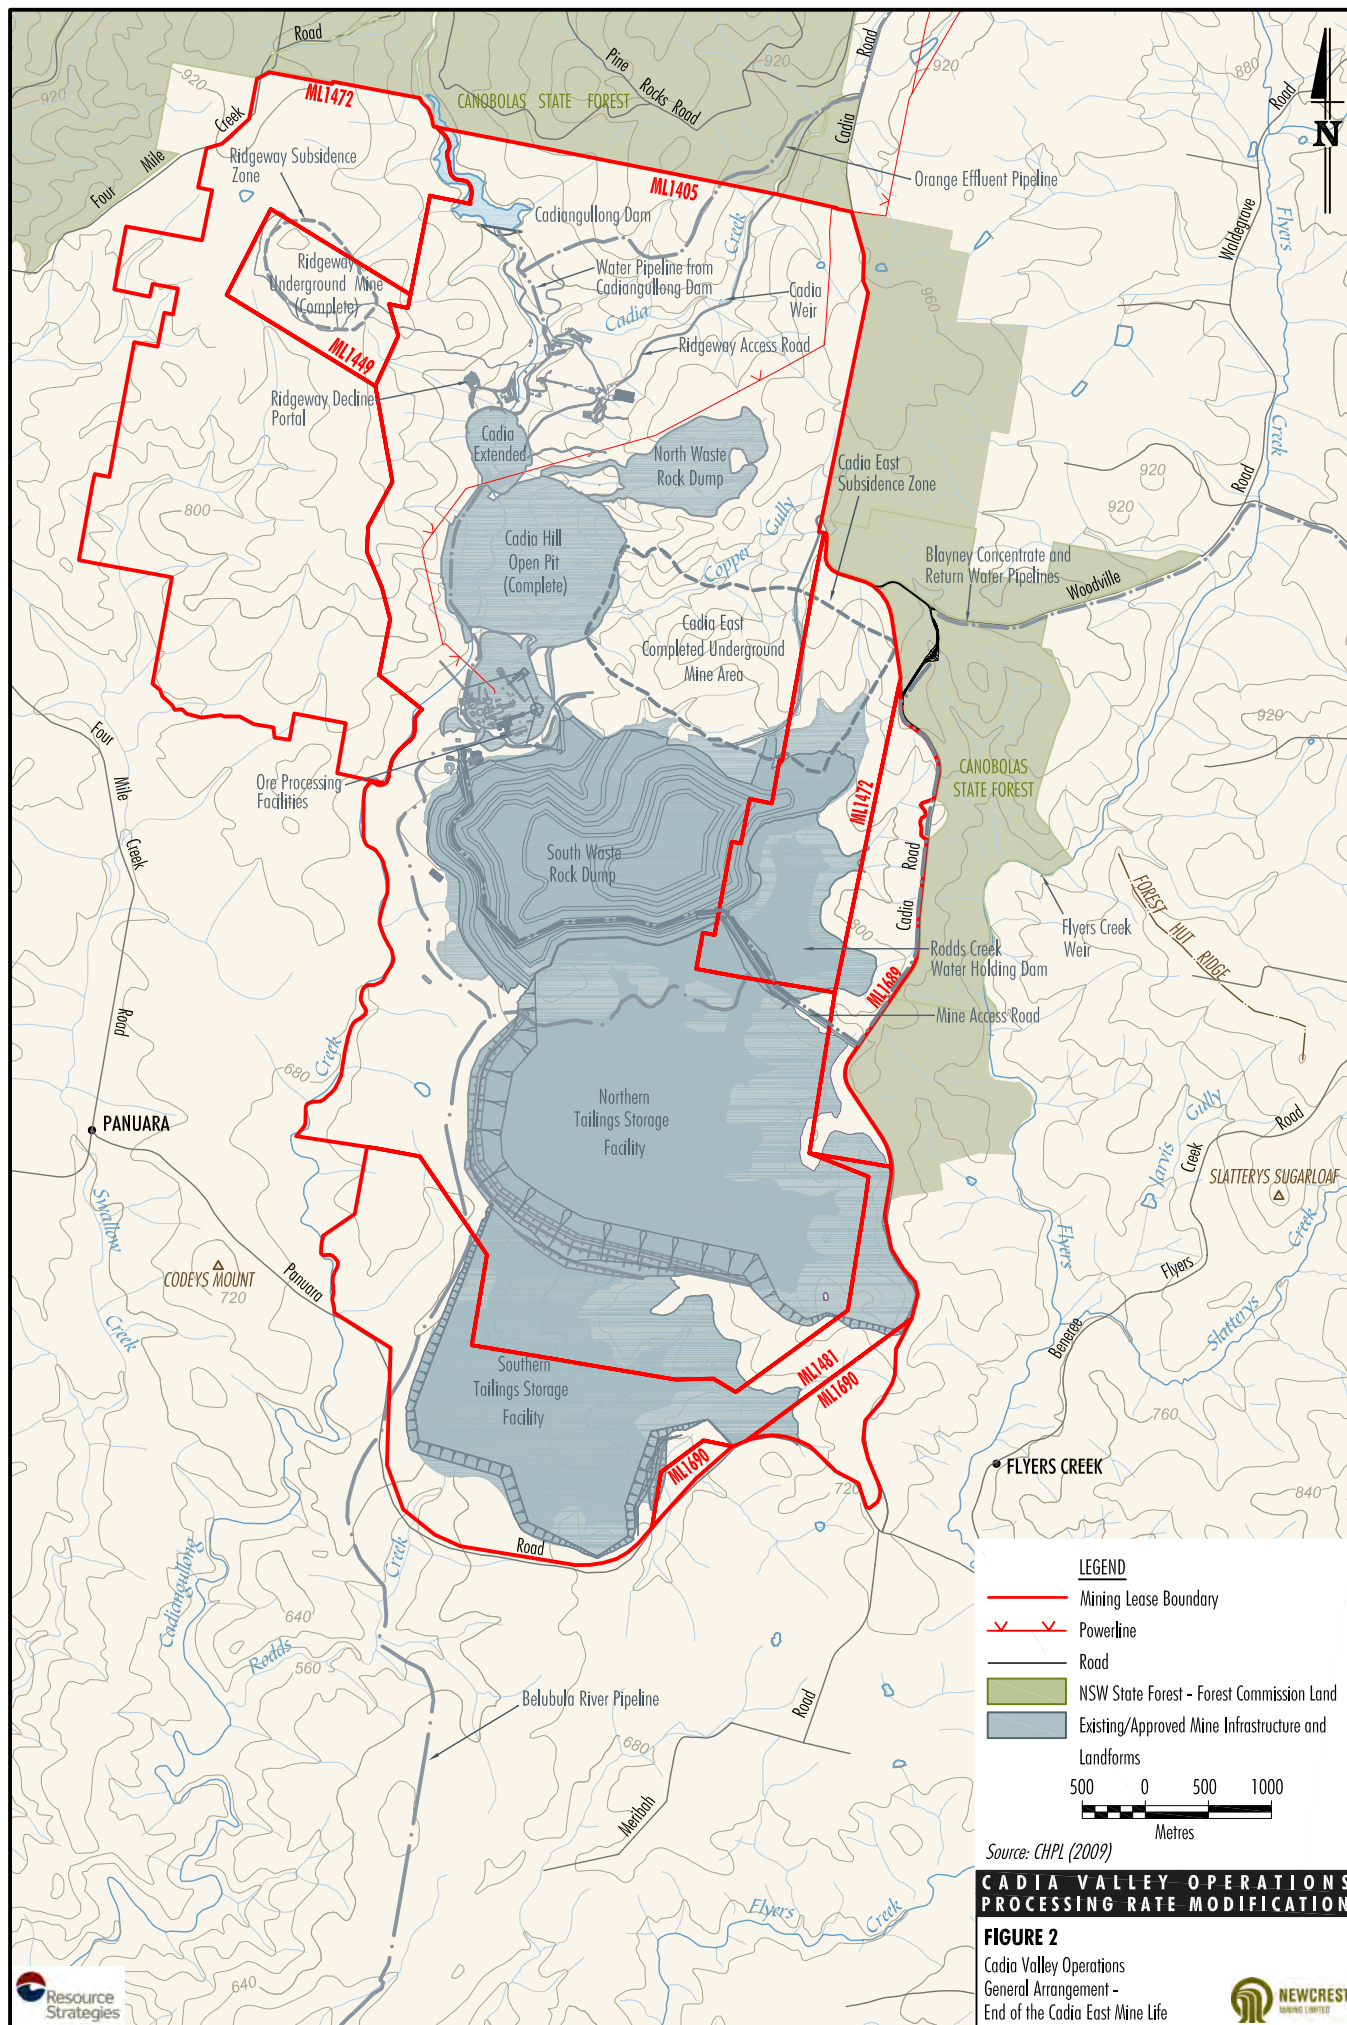 Road
920
920
Creek
Mile
Four
ML1472
CANOBOLAS STATE FOREST
Pine
Rocks
Road
920
Road
Cadia
920
880
Road
N
Ridgeway Subsidence
Zone
ML1405
Orange Effluent Pipeline
Waldegrave
Flyers
Creek
Cadiangullong Dam
Creek
Ridgeway
Underground Mine
(Complete)
Water Pipeline from
Cadiangullong Dam
Cadia
Cadia
Weir
960
ML1449
Ridgeway Access Road
Ridgeway Decline
Portal
Cadia
Extended
North Waste
Rock Dump
Cadia East
Subsidence Zone
920
920
Road
800
Cadia Hill
Open Pit
(Complete)
Copper
Gully
Blayney Concentrate and
Return Water Pipelines
Woodville
Cadia East
Completed Underground
Mine Area
920
Four
Mile
Creek
Road
Ore Processing
Facilities
CANOBOLAS
STATE FOREST
ML1472
South Waste
Rock Dump
Road
Cadia
FOREST HUT RIDGE
Flyers Creek
Weir
800
Rodds Creek
Water Holding Dam
ML1689
Mine Access Road
680
Creek
PANUARA
Northern
Tailings Storage
Facility
Gully
Jarvis
Creek
Road
SLATTERYS SUGARLOAF
Swallow
Creek
CODEYS MOUNT
720
Panuara
Flyers
Flyers
Creek
Slatterys
Beneree
Southern
Tailings Storage
Facility
ML1481
ML1690
ML1690
760
FLYERS CREEK
720
840
Road
Cadiangullong
Creek
640
Rodds
560
Belubula River Pipeline
680
Road
Meribah
Flyers
Creek
640
LEGEND
Mining Lease Boundary
Powerline
Road
NSW State Forest - Forest Commission Land
Existing/Approved Mine Infrastructure and
Landforms
500 0 500 1000
Metres
Source: CHPL (2009)
CADIA VALLEY OPERATIONS
PROCESSING RATE MODIFICATION
FIGURE 2
Cadia Valley Operations
General Arrangement -
End of the Cadia East Mine Life
Resource
Strategies
NEWCREST
MINING LIMITED